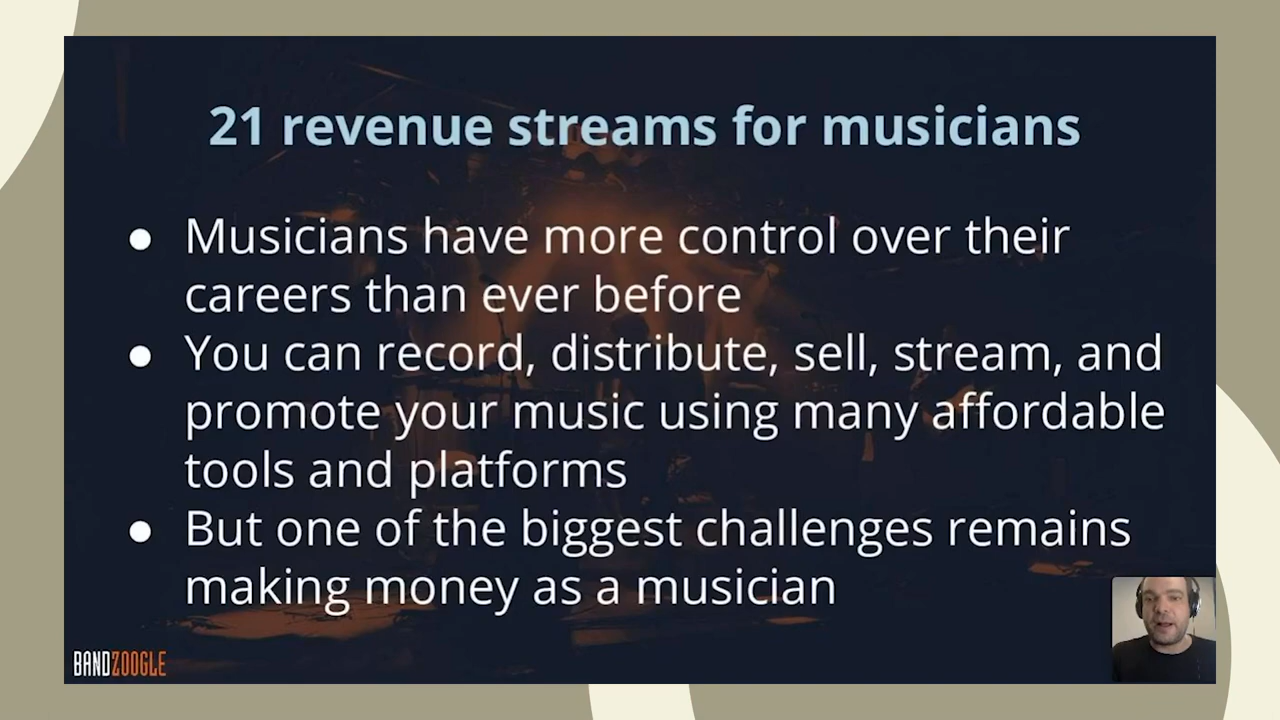 21 revenue streams for musicians
● Musicians have more control over their
careers than ever before
● You can record, distribute, sell, stream, and
promote your music using many affordable
tools and platforms
● But one of the biggest challenges remains
making money as a musician
BANDZOOGLE